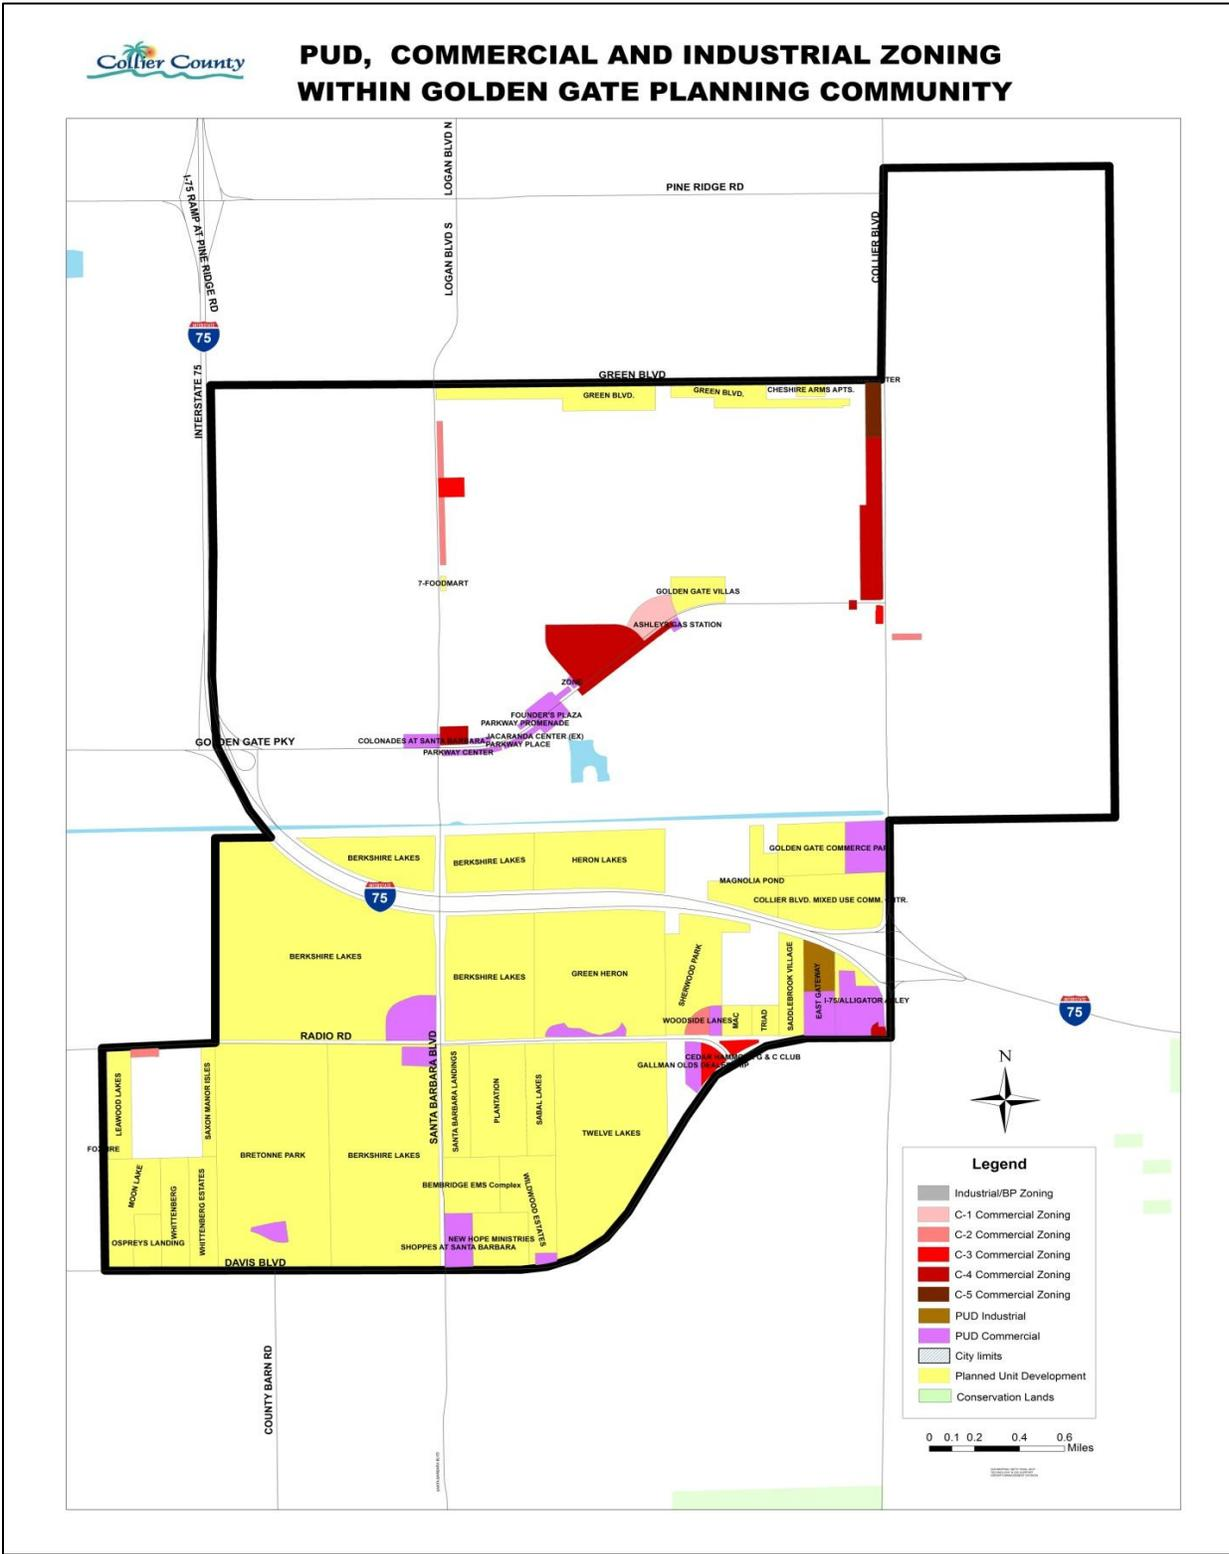 Collier County
PUD, COMMERCIAL AND INDUSTRIAL ZONING
WITHIN GOLDEN GATE PLANNING COMMUNITY
LOGAN BLVD N
PINE RIDGE RD
I-75 RAMP AT PINE RIDGE RD
LOGAN BLVD S
COLLIER BLVD
INTERSTATE
75
INTERSTATE 75
GREEN BLVD
TER
GREEN BLVD.
GREEN BLVD.
CHESHIRE ARMS APTS.
7-FOODMART
GOLDEN GATE VILLAS
ASHLEYS GAS STATION
ZONE
FOUNDER'S PLAZA
PARKWAY PROMENADE
JACARANDA CENTER (EX)
COLONADES AT SANTA BARBARA
PARKWAY PLACE
PARKWAY CENTER
GOLDEN GATE PKY
BERKSHIRE LAKES
BERKSHIRE LAKES
HERON LAKES
GOLDEN GATE COMMERCE PAR
MAGNOLIA POND
COLLIER BLVD. MIXED USE COMM. CNTR.
INTERSTATE
75
BERKSHIRE LAKES
BERKSHIRE LAKES
GREEN HERON
SHERWOOD PARK
SADDLEBROOK VILLAGE
EAST GATEWAY
I-75/ALLIGATOR ALLEY
WOODSIDE LANES
MAC
TRIAD
INTERSTATE
75
RADIO RD
SANTA BARBARA BLVD
CEDAR HAMMOCK G & C CLUB
GALLMAN OLDS DEALERSHIP
LEAWOOD LAKES
SAXON MANOR ISLES
SANTA BARBARA LANDINGS
PLANTATION
SABAL LAKES
TWELVE LAKES
FOXFIRE
BRETONNE PARK
BERKSHIRE LAKES
MOON LAKE
WHITTENBERG
WHITTENBERG ESTATES
BEMBRIDGE EMS Complex
WILDWOOD ESTATES
OSPREYS LANDING
NEW HOPE MINISTRIES
SHOPPES AT SANTA BARBARA
DAVIS BLVD
COUNTY BARN RD
N
Legend
Industrial/BP Zoning
C-1 Commercial Zoning
C-2 Commercial Zoning
C-3 Commercial Zoning
C-4 Commercial Zoning
C-5 Commercial Zoning
PUD Industrial
PUD Commercial
City limits
Planned Unit Development
Conservation Lands
0 0.1 0.2 0.4 0.6
Miles